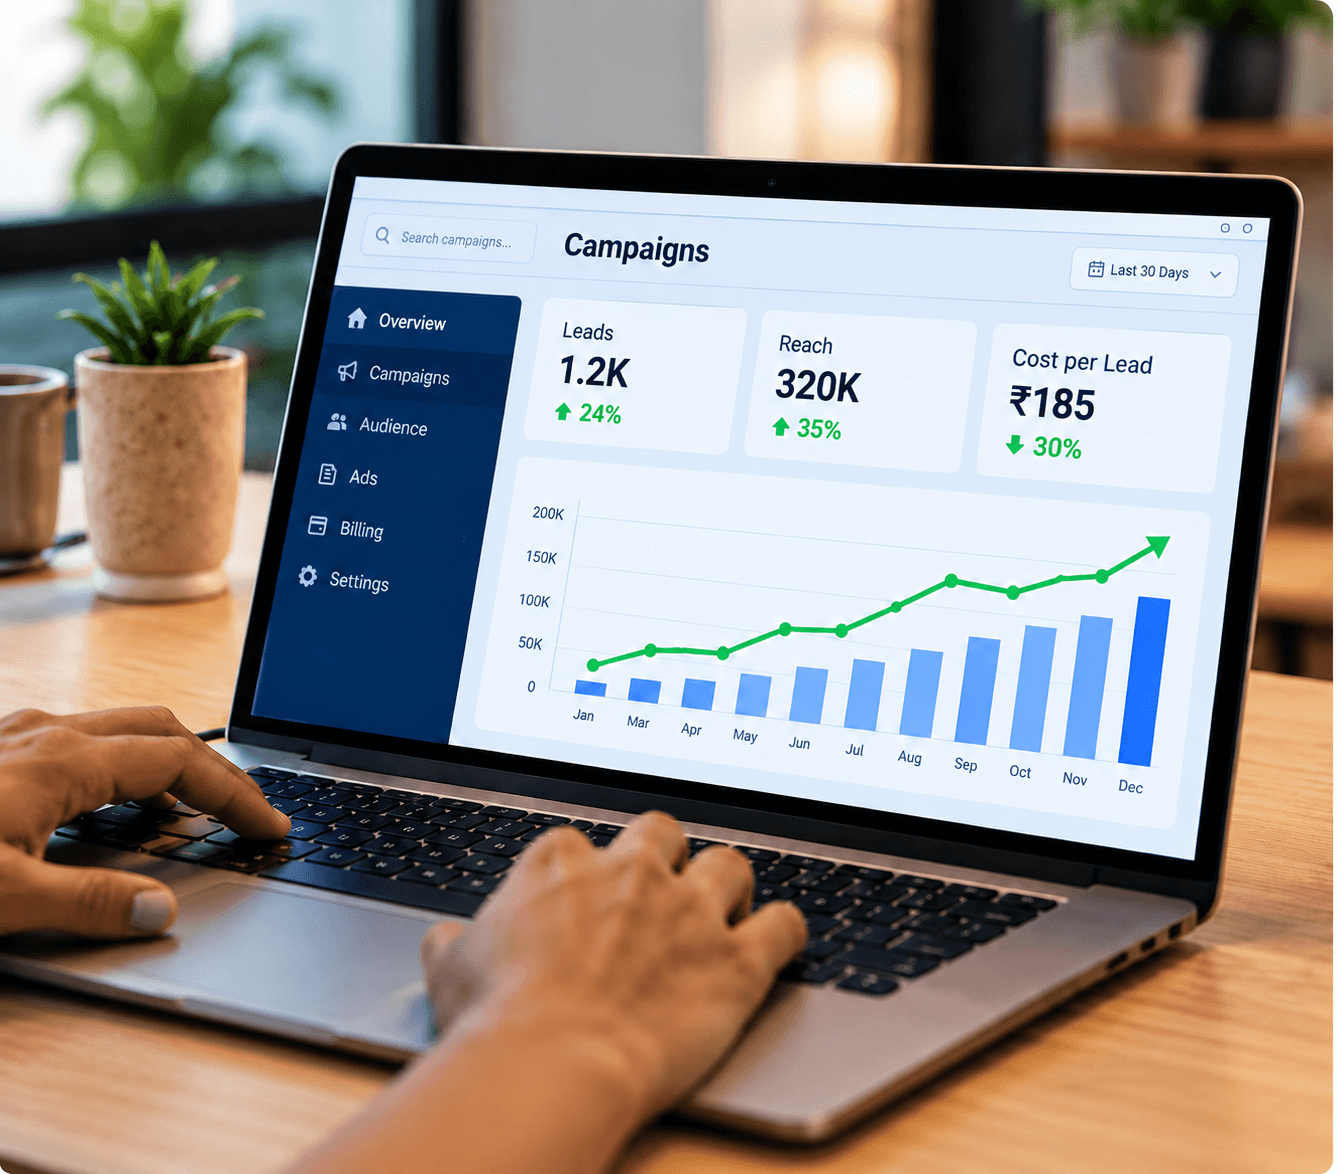 Search campaigns...
Campaigns
Last 30 Days
Overview
Campaigns
Audience
Ads
Billing
Settings
Leads
1.2K
24%
Reach
320K
35%
Cost per Lead
₹185
30%
200K
150K
100K
50K
0
Jan
Mar
Apr
May
Jun
Jul
Aug
Sep
Oct
Nov
Dec